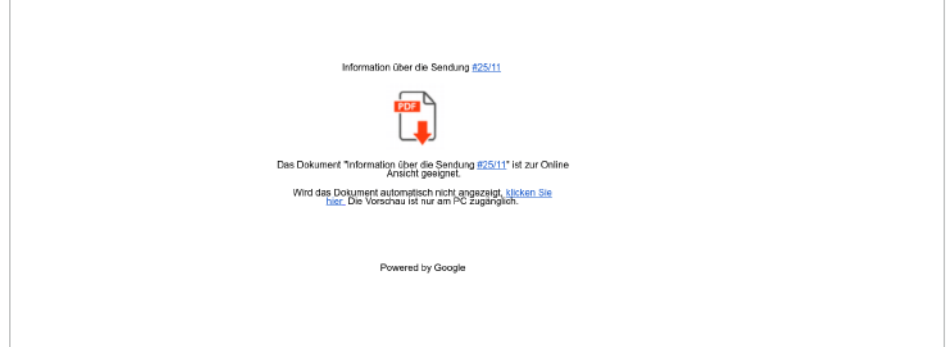 Information über die Sendung #25/11
PDF
Das Dokument "Information über die Sendung #25/11" ist zur Online
Ansicht geeignet.
Wird das Dokument automatisch nicht angezeigt, klicken Sie
hier. Die Vorschau ist nur am PC zugänglich.
Powered by Google